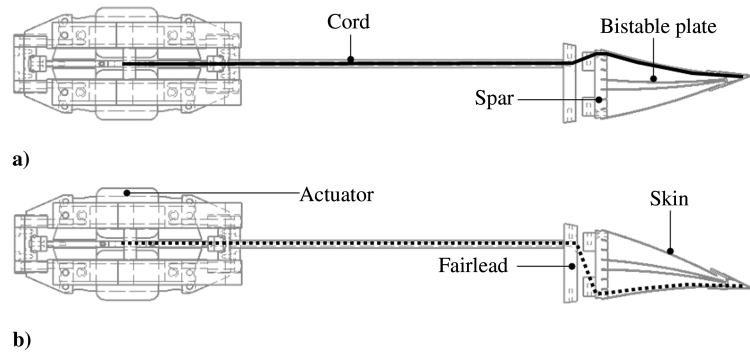 Cord
Bistable plate
Spar
a)
Actuator
Skin
Fairlead
b)